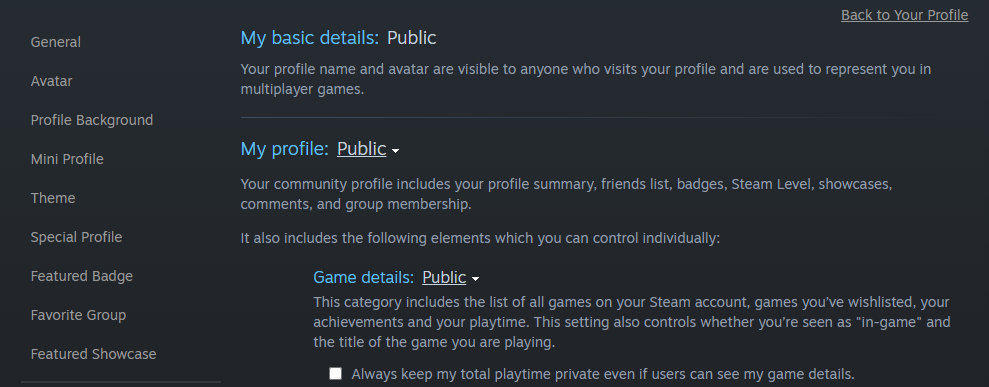 Back to Your Profile
General
Avatar
Profile Background
Mini Profile
Theme
Special Profile
Featured Badge
Favorite Group
Featured Showcase
My basic details: Public
Your profile name and avatar are visible to anyone who visits your profile and are used to represent you in
multiplayer games.
My profile: Public
Your community profile includes your profile summary, friends list, badges, Steam Level, showcases,
comments, and group membership.
It also includes the following elements which you can control individually:
Game details: Public
This category includes the list of all games on your Steam account, games you've wishlisted, your
achievements and your playtime. This setting also controls whether you're seen as "in-game" and
the title of the game you are playing.
Always keep my total playtime private even if users can see my game details.